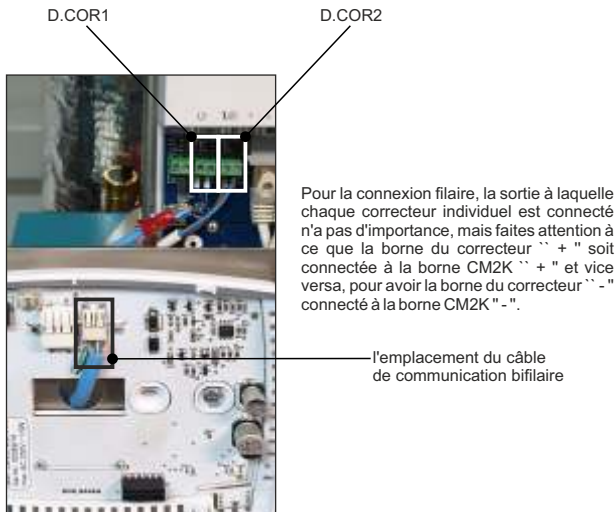 D.COR1
D.COR2
Pour la connexion filaire, la sortie à laquelle
chaque correcteur individuel est connecté
n'a pas d'importance, mais faites attention à
ce que la borne du correcteur `` + " soit
connectée à la borne CM2K `` + " et vice
versa, pour avoir la borne du correcteur `` - "
connecté à la borne CM2K " - ".
l'emplacement du câble
de communication bifilaire